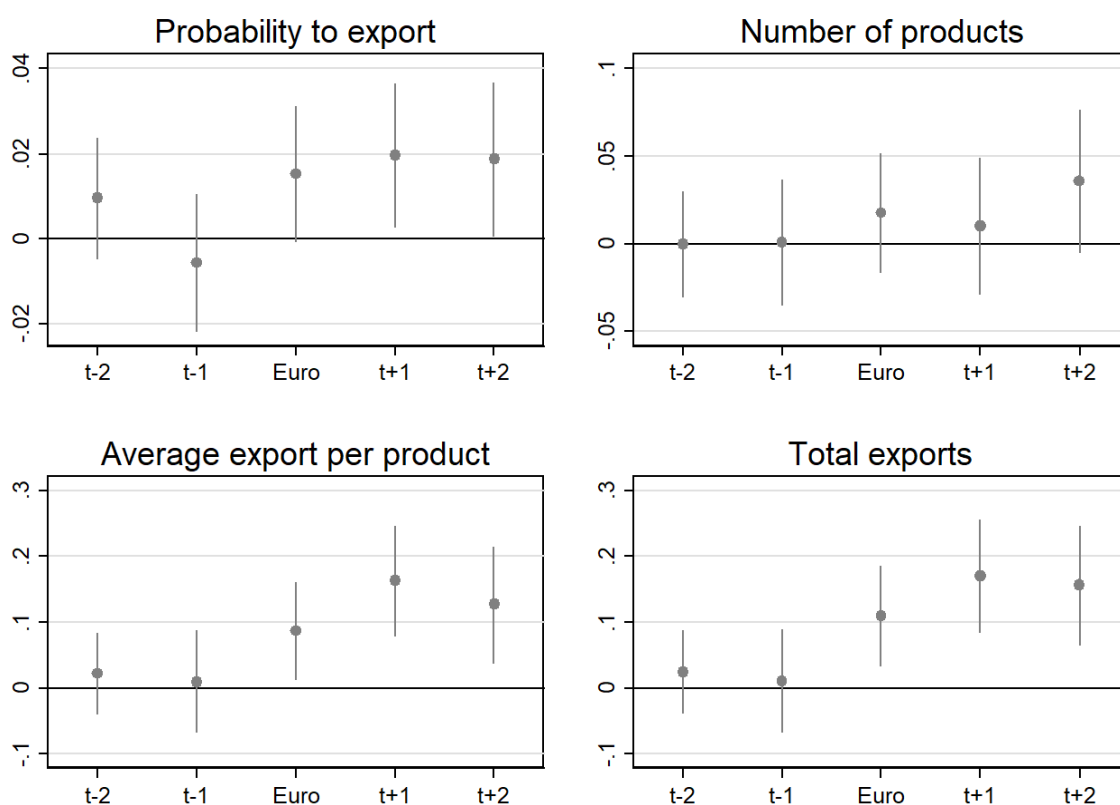 Probability to export
.04
.02
0
-.02
t-2 t-1 Euro t+1 t+2
Number of products
.1
.05
0
-.05
t-2 t-1 Euro t+1 t+2
Average export per product
.3
.2
.1
0
-.1
t-2 t-1 Euro t+1 t+2
Total exports
.3
.2
.1
0
-.1
t-2 t-1 Euro t+1 t+2